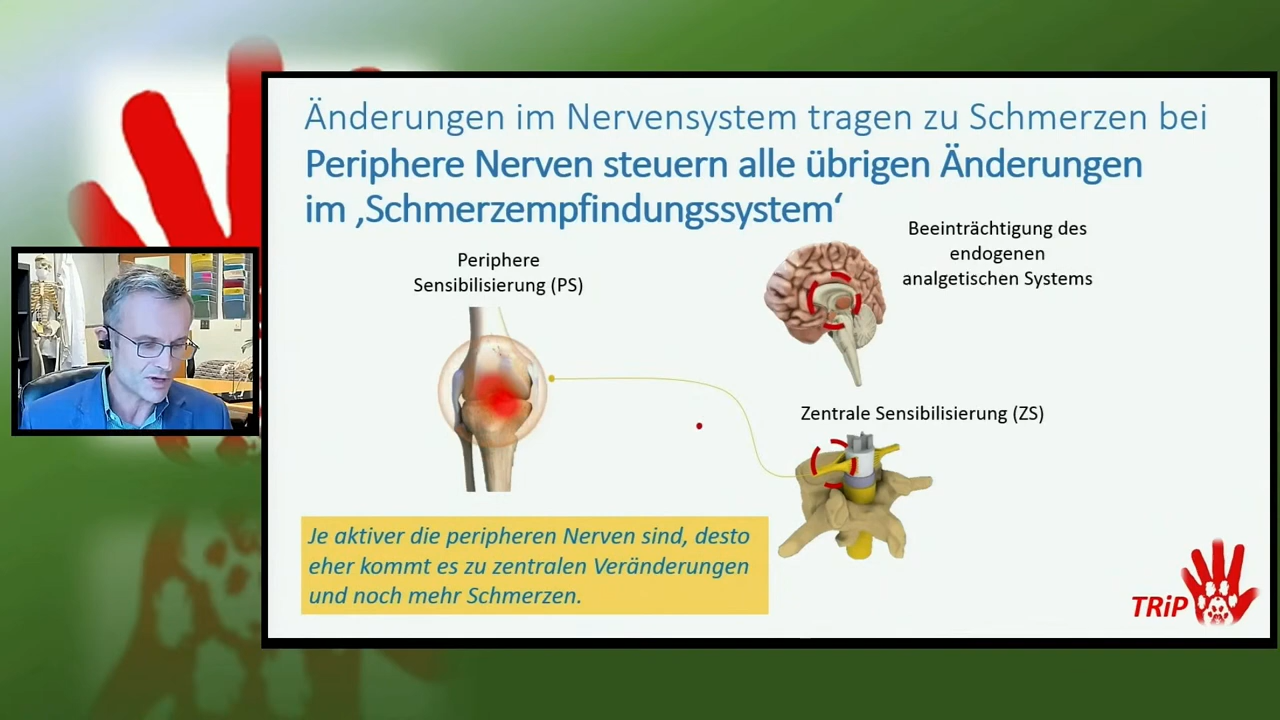 Änderungen im Nervensystem tragen zu Schmerzen bei
Periphere Nerven steuern alle übrigen Änderungen
im ‚Schmerzempfindungssystem‘
Periphere
Sensibilisierung (PS)
Beeinträchtigung des
endogenen
analgetischen Systems
Zentrale Sensibilisierung (ZS)
Je aktiver die peripheren Nerven sind, desto
eher kommt es zu zentralen Veränderungen
und noch mehr Schmerzen.
TRiP